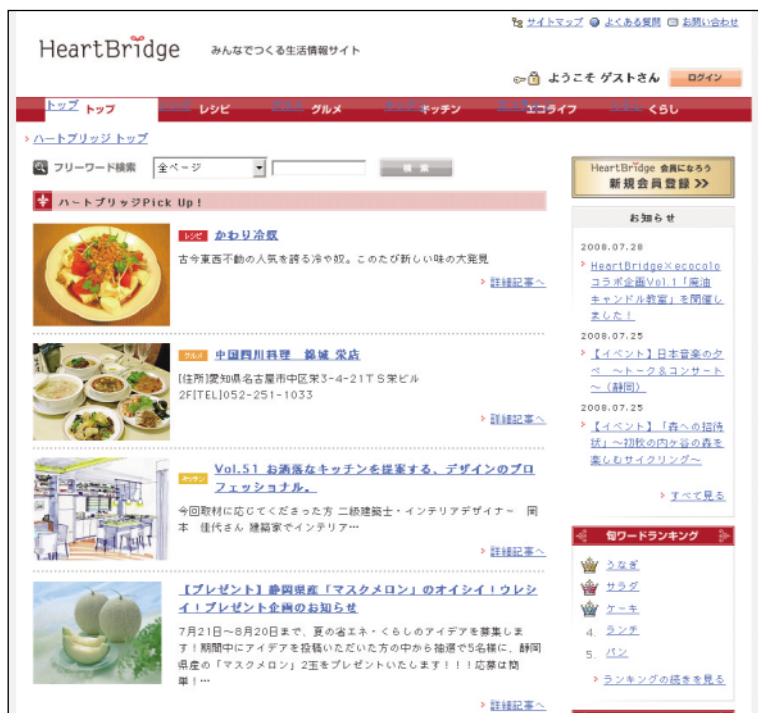 サイトマップ よくある質問 お問い合わせ
HeartBridge みんなでつくる生活情報サイト
ようこそ ゲストさん ログイン
トップ トップ レシピ グルメ グルメ キッチン エコライフ くらし
ハートブリッジ トップ
フリーワード検索 全ページ 検索
ハートブリッジPick Up!
レシピ かわり冷奴
古今東西不動の人気を誇る冷や奴。このたび新しい味の大発見
詳細記事へ
グルメ 中国四川料理 錦城 栄店
[住所]愛知県名古屋市中区栄3-4-21TS栄ビル
2F[TEL]052-251-1033
詳細記事へ
キッチン Vol.51 お洒落なキッチンを提案する、デザインのプロ
フェッショナル。
今回取材に応じてくださった方 二級建築士・インテリアデザイナー 岡
本 佳代さん 建築家でインテリア…
詳細記事へ
【プレゼント】静岡県産「マスクメロン」のオイシイ!ウレシ
イ!プレゼント企画のお知らせ
7月21日~8月20日まで、夏の省エネ・くらしのアイデアを募集しま
す!期間中にアイデアを投稿いただいた方の中から抽選で5名様に、静岡
県産の「マスクメロン」2玉をプレゼントいたします!!!応募は簡
単!…
詳細記事へ
HeartBridge 会員になろう
新規会員登録 >>
お知らせ
2008.07.28
HeartBridge×ecocolo
コラボ企画Vol.1「廃油
キャンドル教室」を開催し
ました!
2008.07.25
【イベント】日本音楽の夕
べ ~トーク&コンサート
~(静岡)
2008.07.25
【イベント】「森への招待
状」~初秋の内ヶ谷の森を
楽しむサイクリング~
すべて見る
旬ワードランキング
うなぎ
サラダ
ケーキ
4. ランチ
5. パン
ランキングの続きを見る